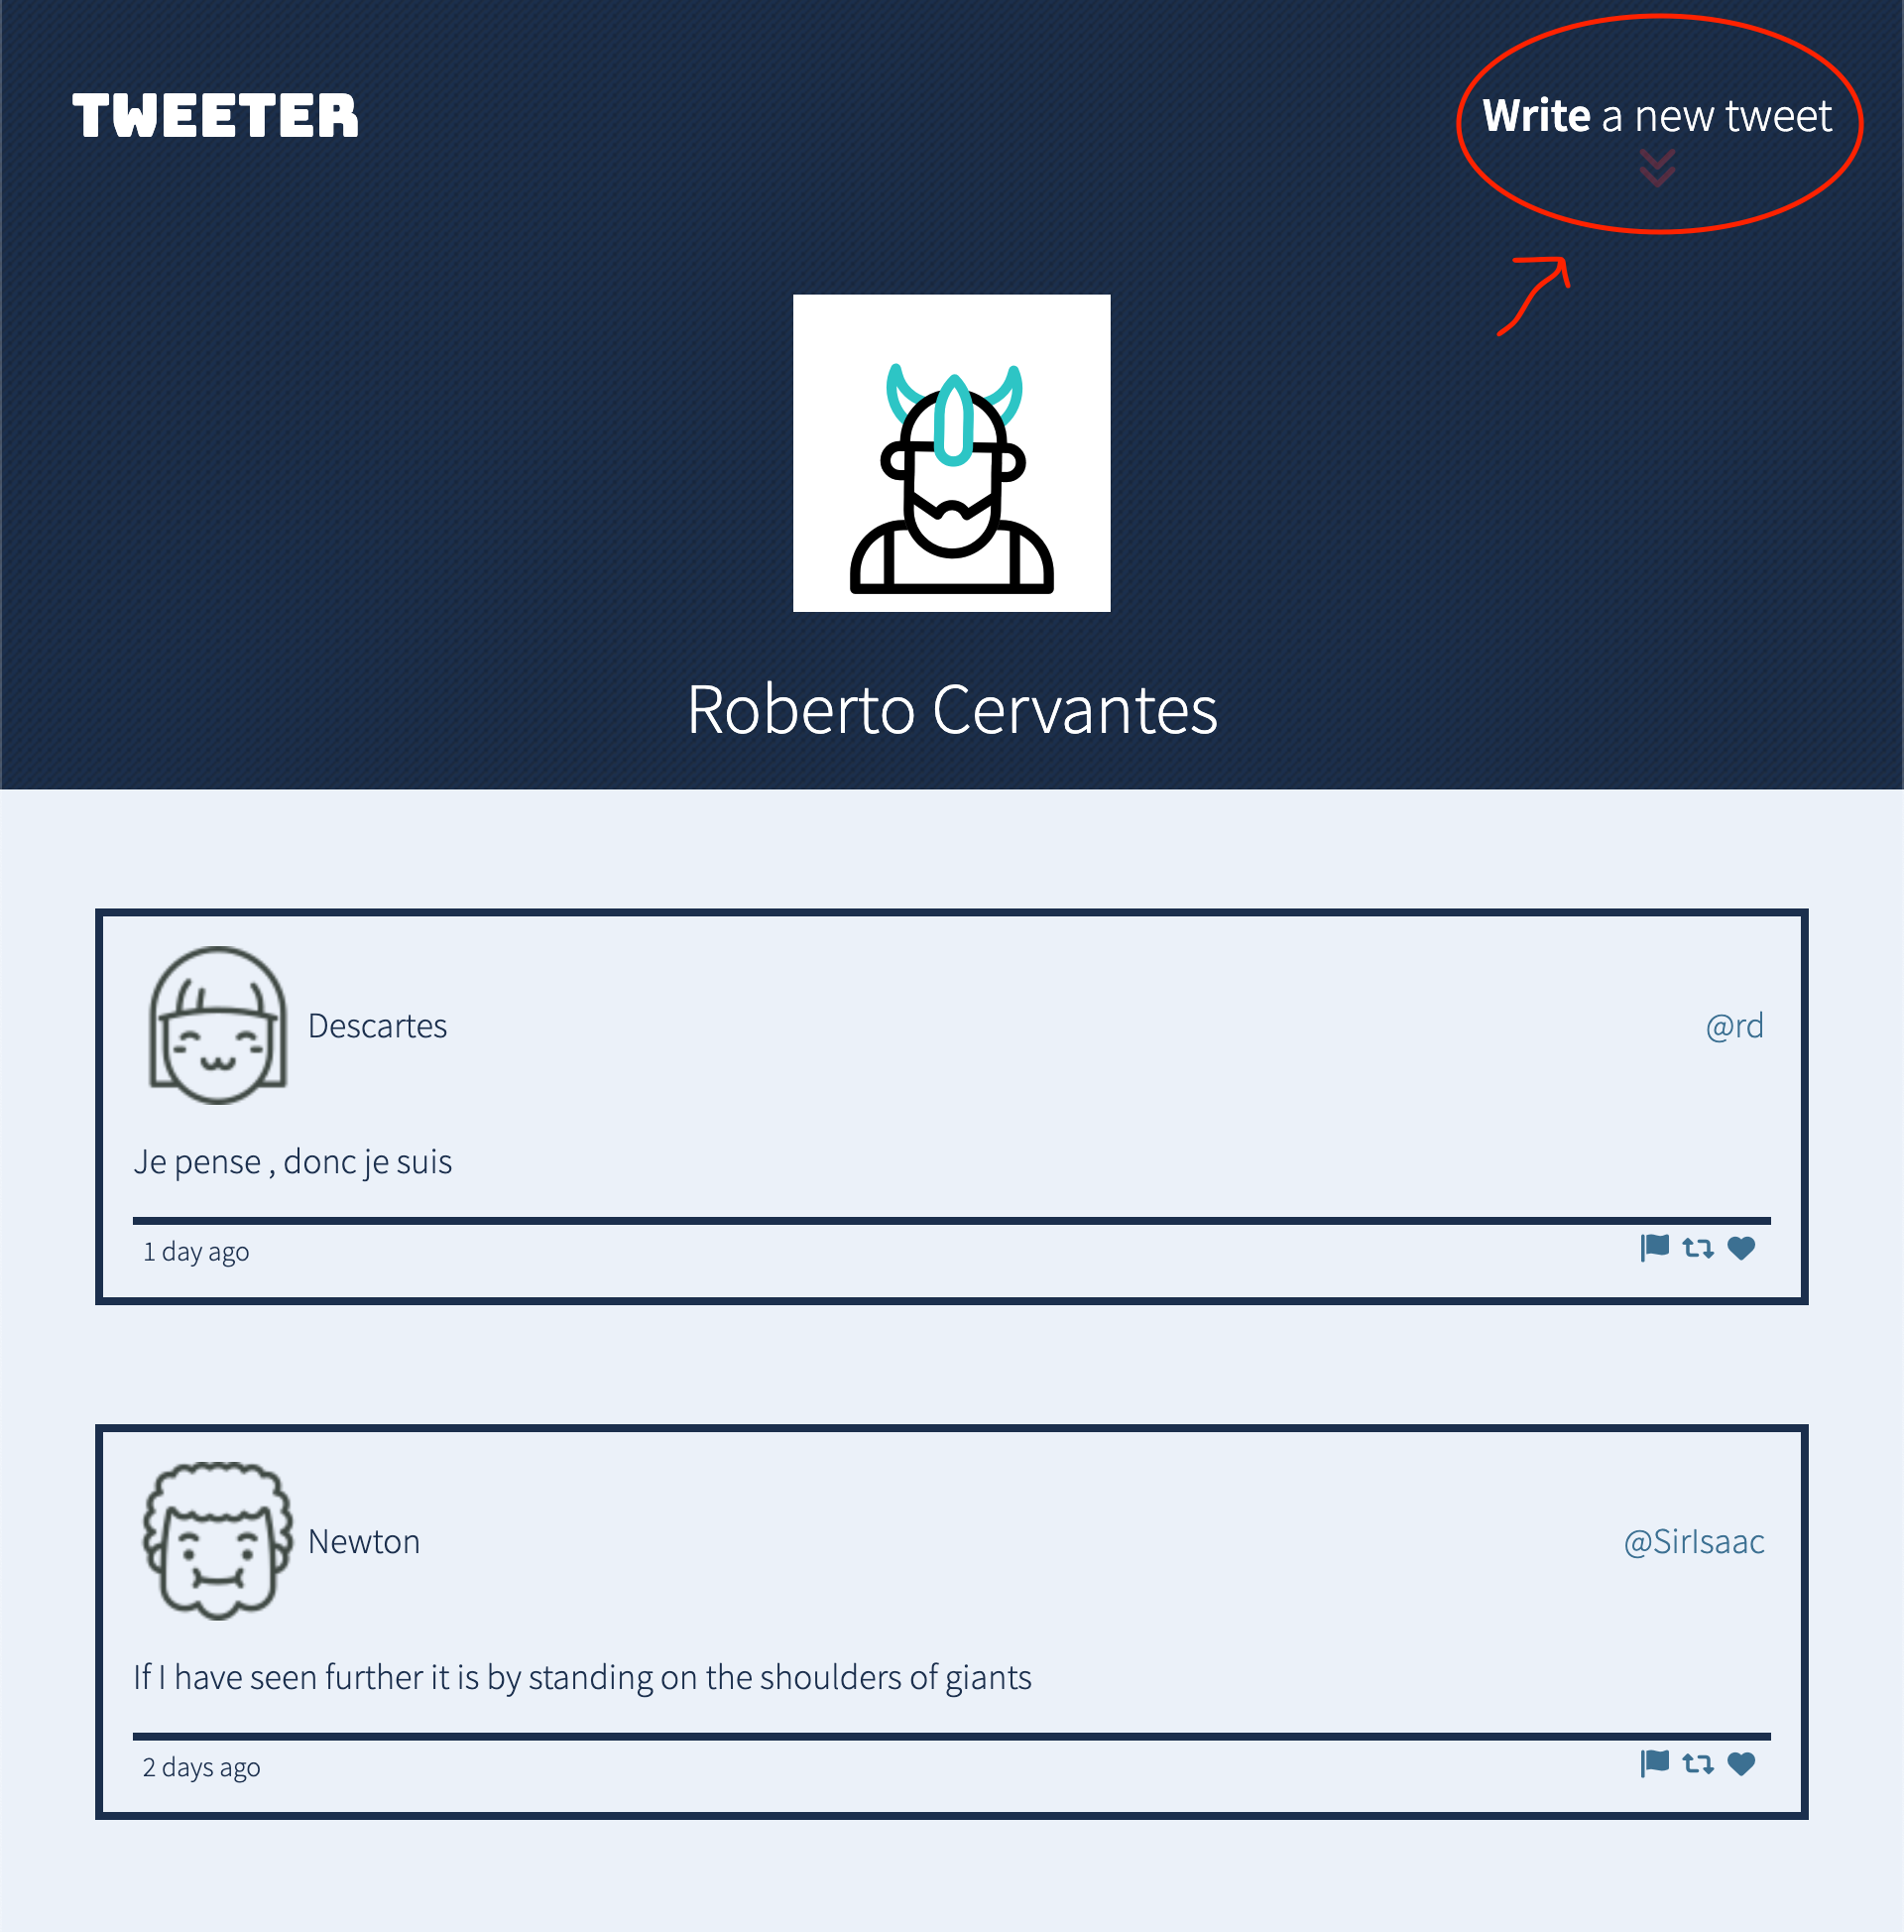 TWEETER
Write a new tweet
Roberto Cervantes
Descartes
@rd
Je pense , donc je suis
1 day ago
Newton
@SirIsaac
If I have seen further it is by standing on the shoulders of giants
2 days ago